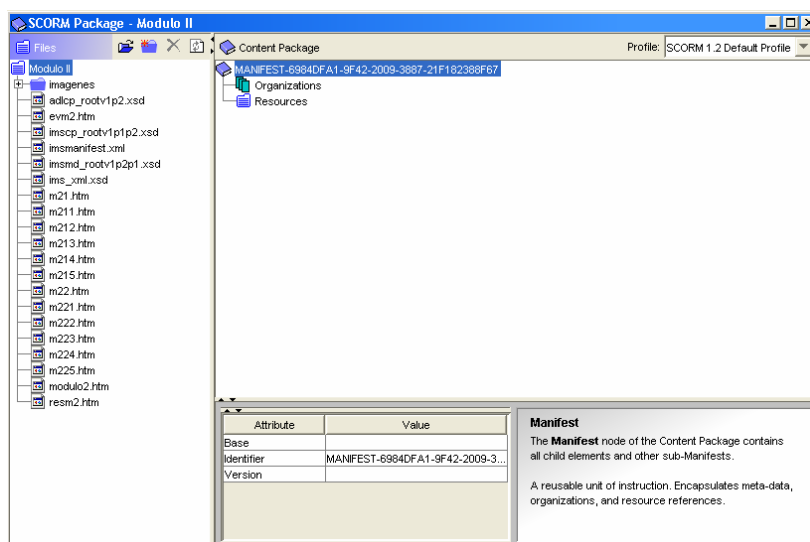 SCORM Package - Modulo II
Files
Content Package
Profile: SCORM 1.2 Default Profile
Modulo II
imagenes
adlcp_rootv1p2.xsd
evm2.htm
imscp_rootv1p1p2.xsd
imsmanifest.xml
imsmd_rootv1p2p1.xsd
ims_xml.xsd
m21.htm
m211.htm
m212.htm
m213.htm
m214.htm
m215.htm
m22.htm
m221.htm
m222.htm
m223.htm
m224.htm
m225.htm
modulo2.htm
resm2.htm
MANIFEST-6984DFA1-9F42-2009-3887-21F182388F67
Organizations
Resources
Attribute Value
Base
Identifier MANIFEST-6984DFA1-9F42-2009-3...
Version
Manifest
The Manifest node of the Content Package contains
all child elements and other sub-Manifests.
A reusable unit of instruction. Encapsulates meta-data,
organizations, and resource references.